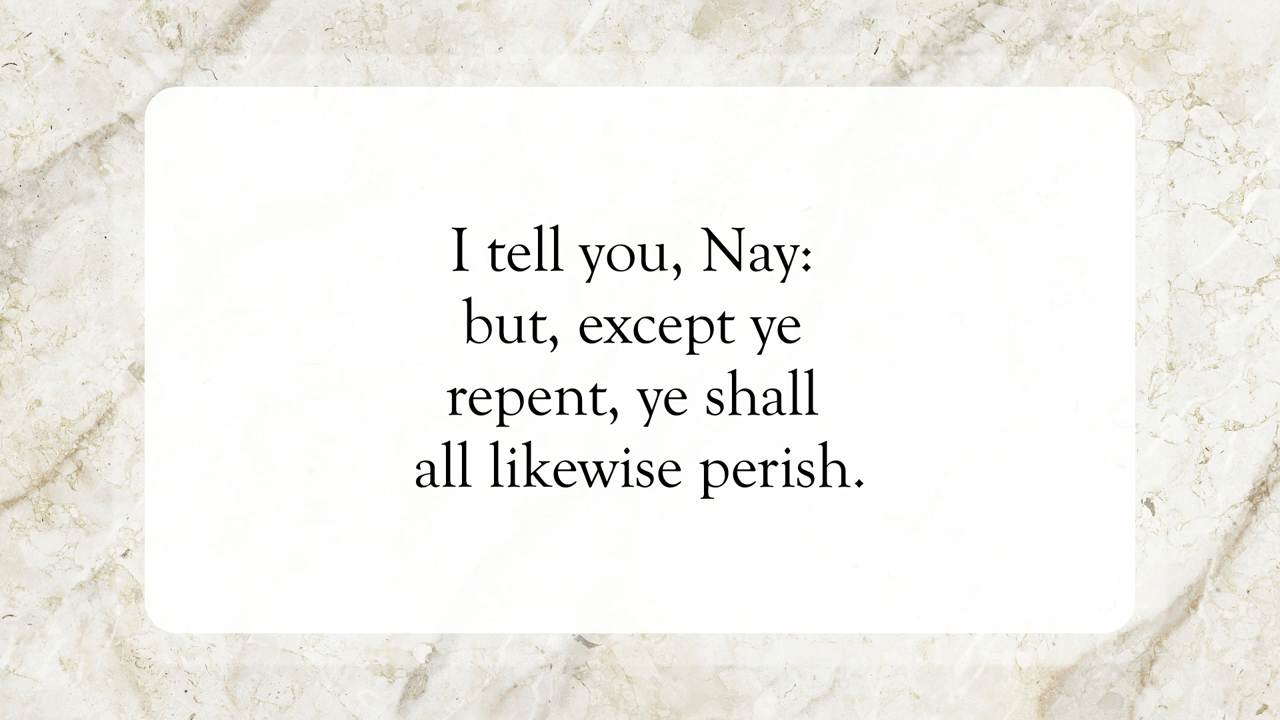 I tell you, Nay:
but, except ye
repent, ye shall
all likewise perish.